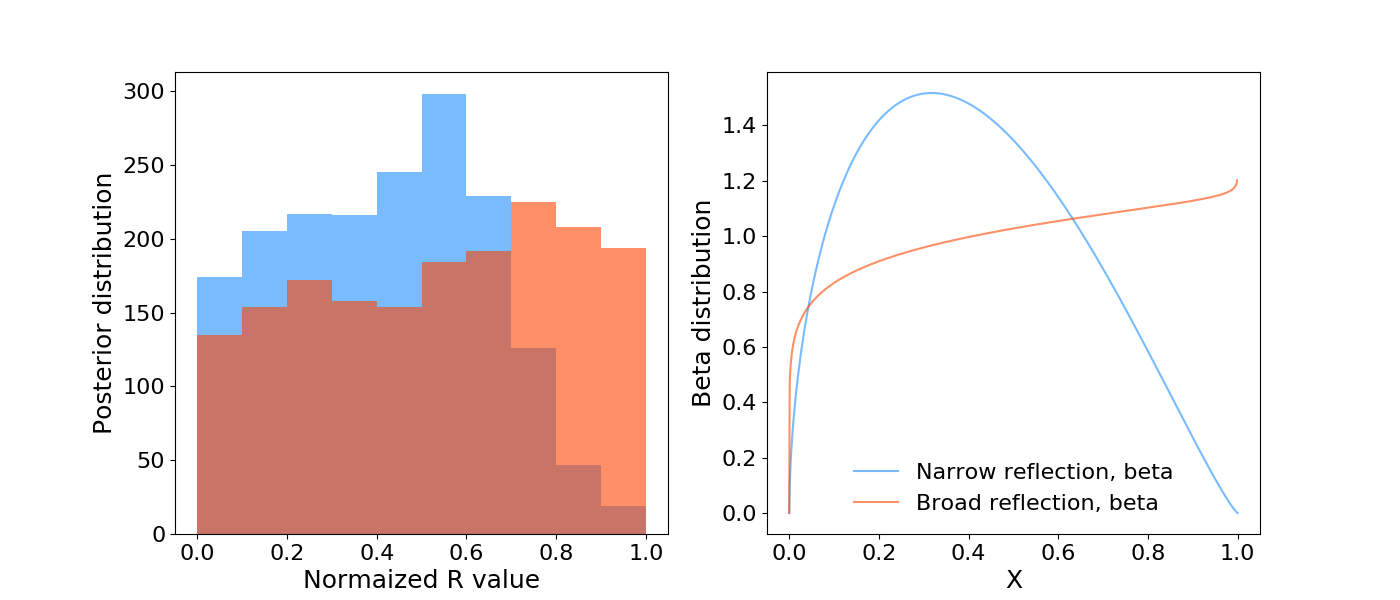 Posterior distribution
300
250
200
150
100
50
0
0.0 0.2 0.4 0.6 0.8 1.0
Normaized R value
Beta distribution
1.4
1.2
1.0
0.8
0.6
0.4
0.2
0.0
Narrow reflection, beta
Broad reflection, beta
0.0 0.2 0.4 0.6 0.8 1.0
X